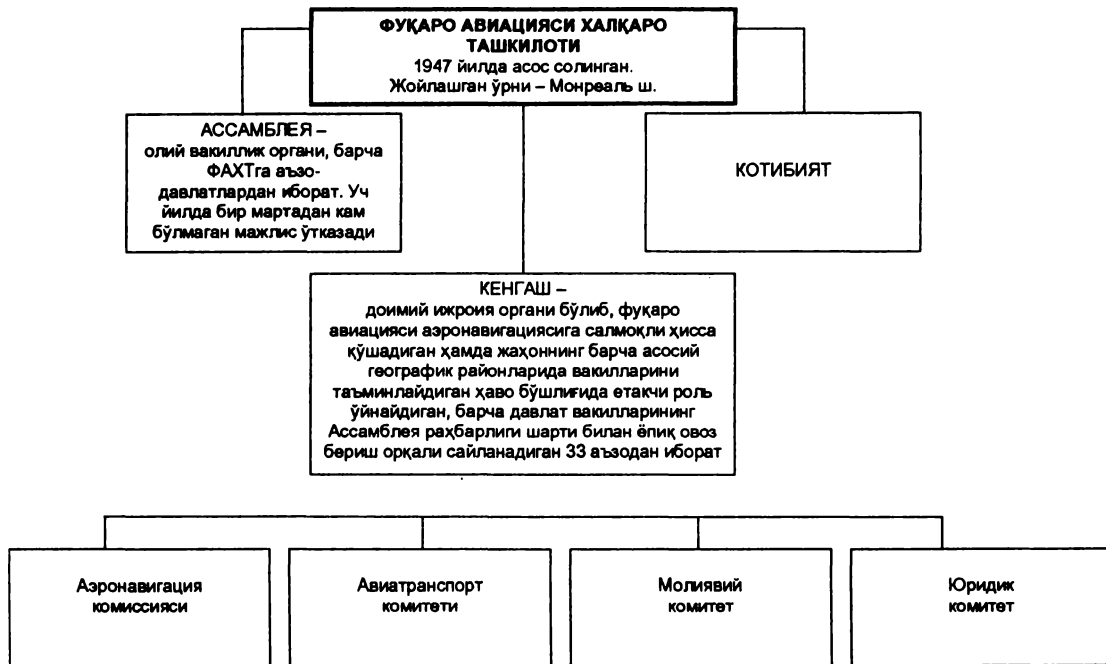 ФУҚАРО АВИАЦИЯСИ ХАЛҚАРО
ТАШКИЛОТИ
1947 йилда асос солинган.
Жойлашган ўрни – Монреаль ш.
АССАМБЛЕЯ –
олий вакиллик органи, барча
ФАХТга аъзо-
давлатлардан иборат. Уч
йилда бир мартадан кам
бўлмаган мажлис ўтказади
КОТИБИЯТ
КЕНГАШ –
доимий ижроия органи бўлиб, фуқаро
авиацияси аэронавигациясига салмоқли ҳисса
қўшадиган ҳамда жаҳоннинг барча асосий
географик районларида вакилларини
таъминлайдиган ҳаво бўшлиғида етакчи роль
ўйнайдиган, барча давлат вакилларининг
Ассамблея раҳбарлиги шарти билан ёпиқ овоз
бериш орқали сайланадиган 33 аъзодан иборат
Аэронавигация
комиссияси
Авиатранспорт
комитети
Молиявий
комитет
Юридик
комитет